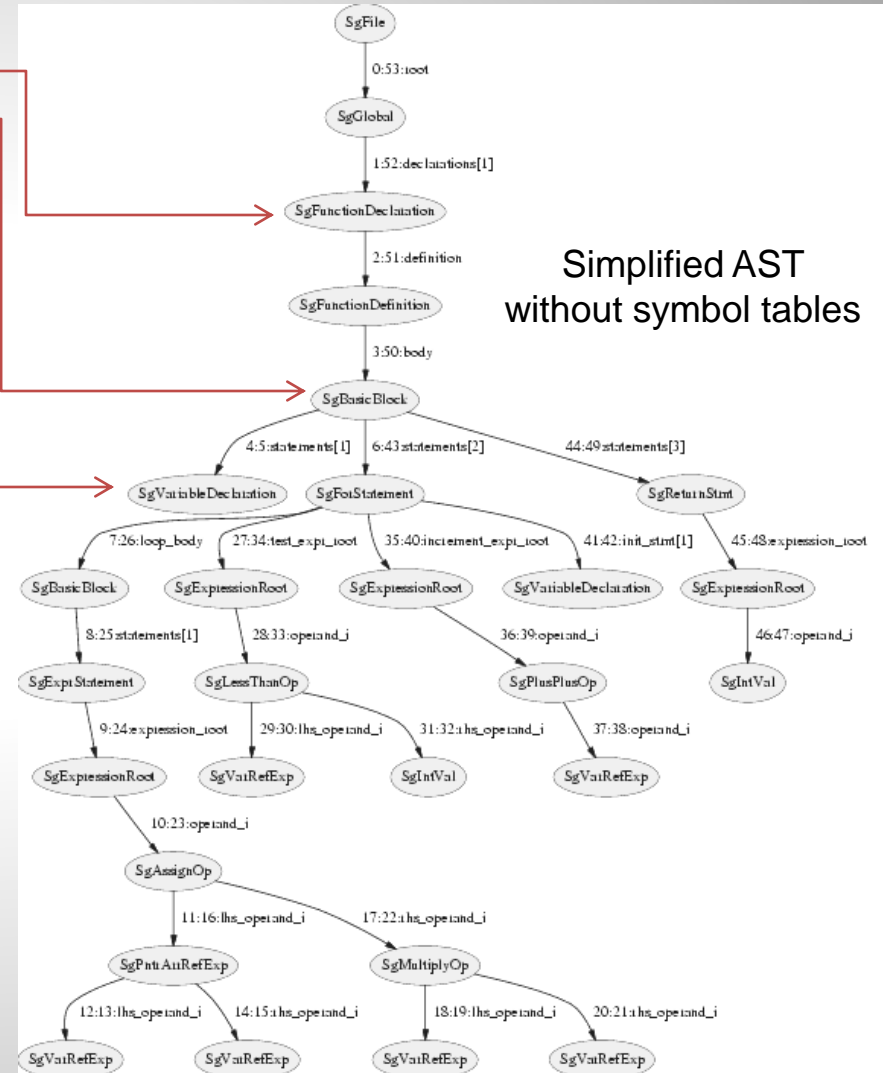 SgFile
0:53:root
SgGlobal
1:52:declarations[1]
SgFunctionDeclaration
2:51:definition
SgFunctionDefinition
Simplified AST
without symbol tables
3:50:body
SgBasicBlock
4:5:statements[1]
6:43:statements[2]
44:49:statements[3]
SgVariableDeclaration
SgForStatement
SgReturnStmt
7:26:loop_body
27:34:test_expr_root
35:40:increment_expr_root
41:42:init_stmt[1]
45:48:expression_root
SgBasicBlock
SgExpressionRoot
SgExpressionRoot
SgVariableDeclaration
SgExpressionRoot
8:25:statements[1]
28:33:operand_i
36:39:operand_i
46:47:operand_i
SgExprStatement
SgLessThanOp
SgPlusPlusOp
SgIntVal
9:24:expression_root
29:30:lhs_operand_i
31:32:rhs_operand_i
37:38:operand_i
SgExpressionRoot
SgVarRefExp
SgIntVal
SgVarRefExp
10:23:operand_i
SgAssignOp
11:16:lhs_operand_i
17:22:rhs_operand_i
SgPntrArrRefExp
SgMultiplyOp
12:13:lhs_operand_i
14:15:rhs_operand_i
18:19:lhs_operand_i
20:21:rhs_operand_i
SgVarRefExp
SgVarRefExp
SgVarRefExp
SgVarRefExp